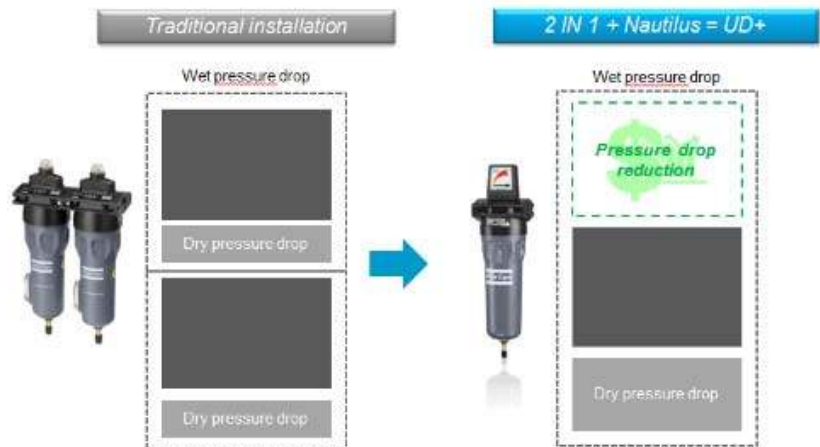 Traditional installation
2 IN 1 + Nautilus = UD+
Wet pressure drop
Dry pressure drop
Dry pressure drop
Wet pressure drop
Pressure drop
reduction
Dry pressure drop